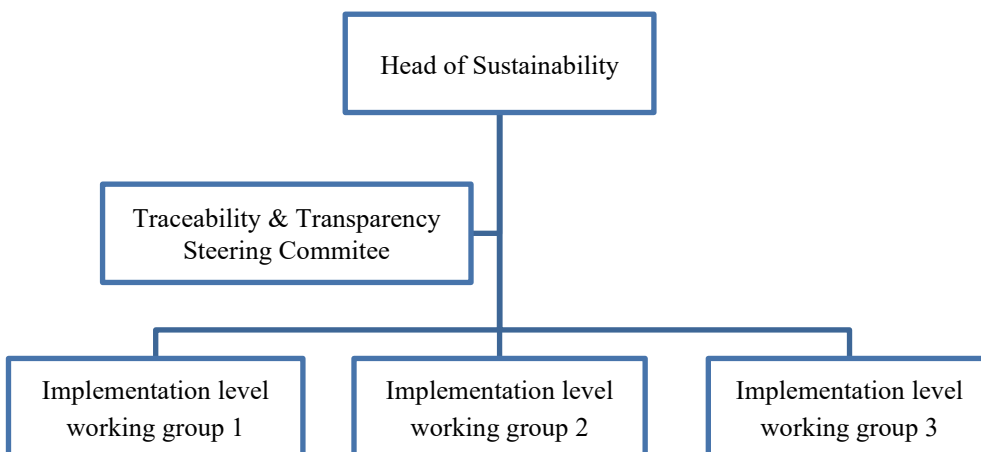 Head of Sustainability
Traceability & Transparency
Steering Commitee
Implementation level
working group 1
Implementation level
working group 2
Implementation level
working group 3